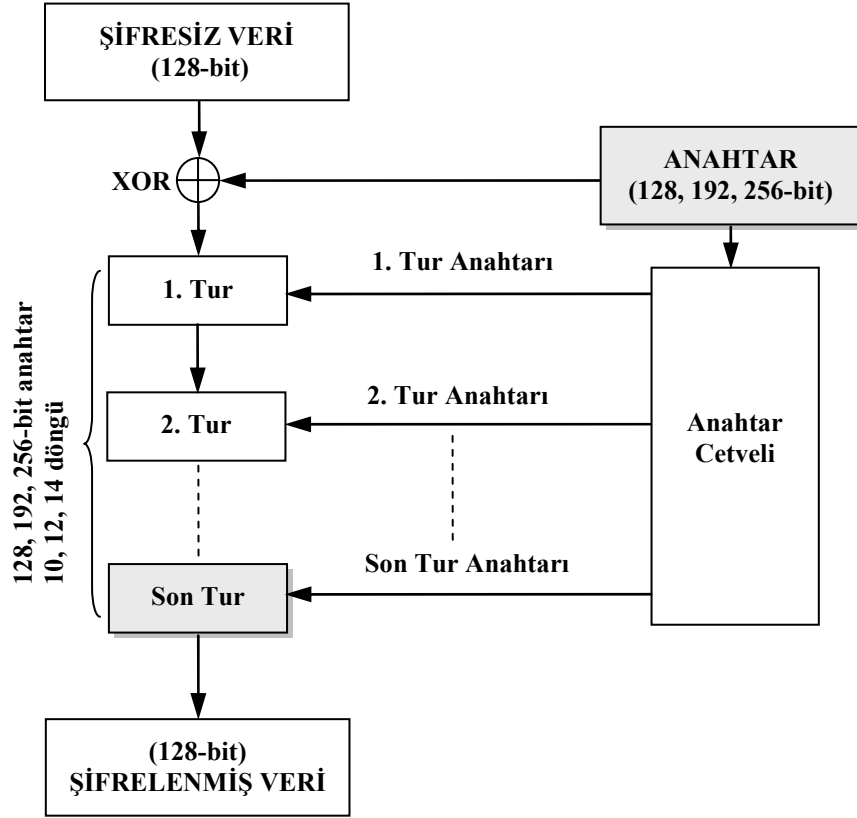 ŞİFRESİZ VERİ
(128-bit)
XOR
ANAHTAR
(128, 192, 256-bit)
1. Tur
1. Tur Anahtarı
2. Tur
2. Tur Anahtarı
Anahtar
Cetveli
128, 192, 256-bit anahtar
10, 12, 14 döngü
Son Tur
Son Tur Anahtarı
(128-bit)
ŞİFRELENMİŞ VERİ